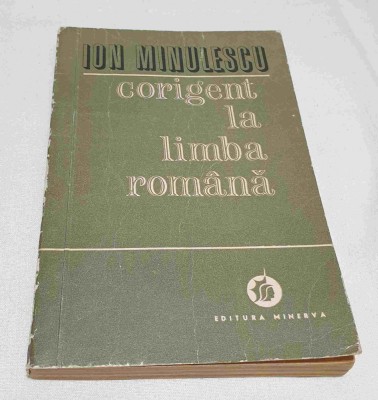 ION MINULESCU
corigent
la
limba
română
EDITURA MINERVA